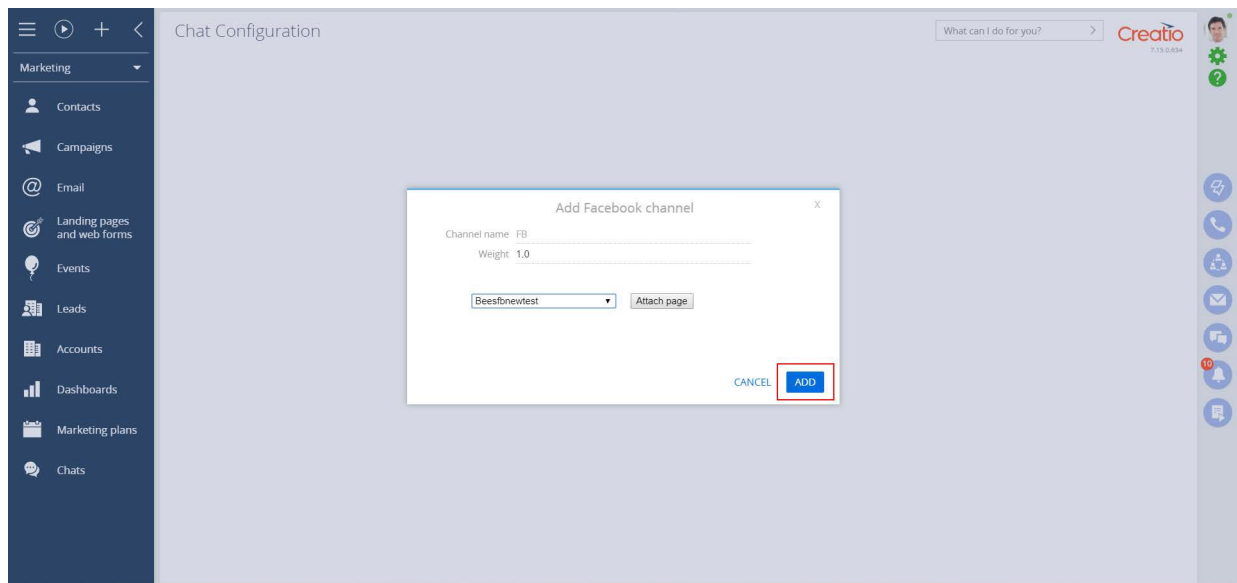 Chat Configuration
What can I do for you?
Creatio
7.15.0.634
Marketing
Contacts
Campaigns
Email
Landing pages
and web forms
Events
Leads
Accounts
Dashboards
Marketing plans
Chats
Add Facebook channel
X
Channel name FB
Weight 1.0
Beesfbnewtest
Attach page
CANCEL
ADD
10